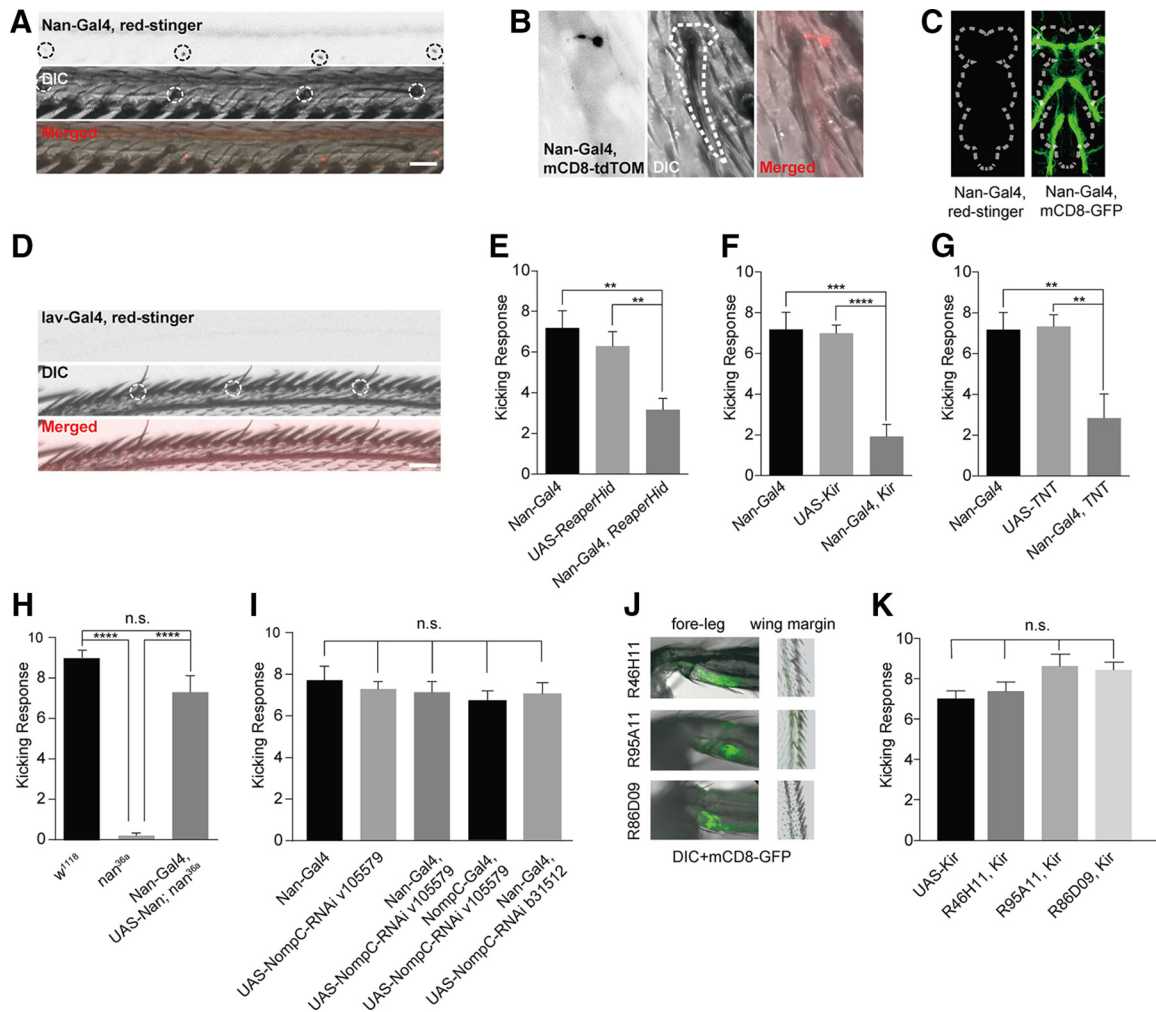 A
Nan-Gal4, red-stinger
DIC
Merged
B
Nan-Gal4,
mCD8-tdTOM
DIC
Merged
C
Nan-Gal4,
red-stinger
Nan-Gal4,
mCD8-GFP
D
Iav-Gal4, red-stinger
DIC
Merged
E
Kicking Response
10
8
6
4
2
0
**
**
Nan-Gal4
UAS-ReaperHid
Nan-Gal4, ReaperHid
F
Kicking Response
10
8
6
4
2
0
***
****
Nan-Gal4
UAS-Kir
Nan-Gal4, Kir
G
Kicking Response
10
8
6
4
2
0
**
**
Nan-Gal4
UAS-TNT
Nan-Gal4, TNT
H
Kicking Response
10
8
6
4
2
0
n.s.
****
****
w1118
nan36a
Nan-Gal4,
UAS-Nan; nan36a
I
Kicking Response
10
8
6
4
2
0
n.s.
Nan-Gal4
UAS-NompC-RNAi v105579
Nan-Gal4,
UAS-NompC-RNAi v105579
NompC-Gal4,
UAS-NompC-RNAi v105579
Nan-Gal4,
UAS-NompC-RNAi b31512
J
fore-leg
wing margin
R46H11
R95A11
R86D09
DIC+mCD8-GFP
K
Kicking Response
10
8
6
4
2
0
n.s.
UAS-Kir
R46H11, Kir
R95A11, Kir
R86D09, Kir